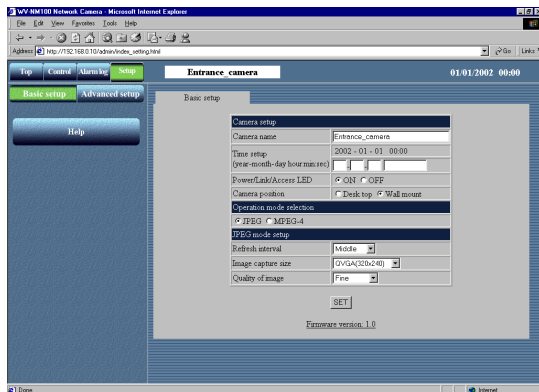 WV-NM100 Network Camera - Microsoft Internet Explorer
File Edit View Favorites Tools Help
Address http://192.168.0.10/admin/index_setting.html Go Links
Top Control Alarm log Setup Entrance_camera 01/01/2002 00:00
Basic setup Advanced setup
Help
Basic setup
Camera setup
Camera name Entrance_camera
Time setup
(year-month-day hour:min:sec)
2002 - 01 - 01 00:00
- - -
Power/Link/Access LED ON OFF
Camera position Desk top Wall mount
Operation mode selection
JPEG MPEG-4
JPEG mode setup
Refresh interval Middle
Image capture size QVGA(320x240)
Quality of image Fine
SET
Firmware version: 1.0
Done Internet